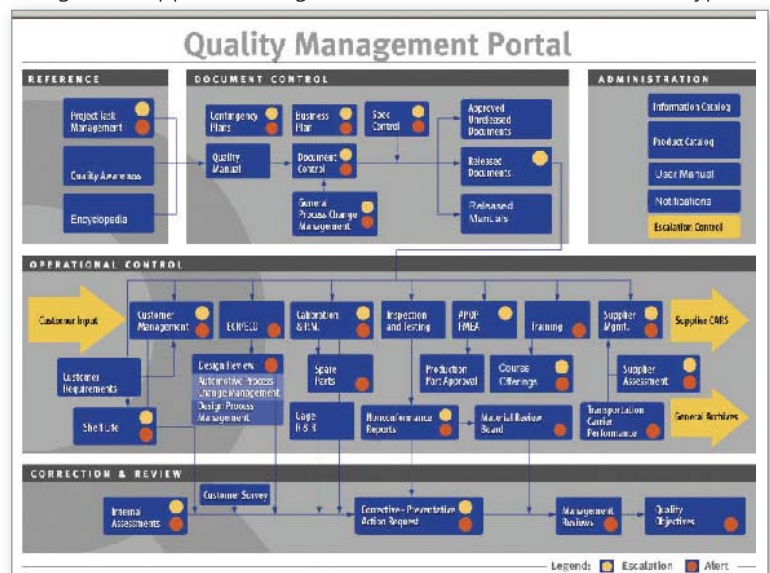 Quality Management Portal
REFERENCE
Project Task
Management
Quality Awareness
Encyclopedia
DOCUMENT CONTROL
Contingency
Plans
Business
Plan
Spec
Control
Quality
Manual
Document
Control
General
Process Change
Management
Approved
Unreleased
Documents
Released
Documents
Released
Manuals
ADMINISTRATION
Information Catalog
Product Catalog
User Manual
Notifications
Escalation Control
OPERATIONAL CONTROL
Customer Input
Customer
Management
ECR/ECO
Calibration
& P.M.
Inspection
and Testing
APQP
FMEA
Training
Supplier
Mgmt.
Supplier CARS
Customer
Requirements
Design Review
Automotive Process
Change Management
Design Process
Management
Spare
Parts
Production
Part Approval
Course
Offerings
Supplier
Assessment
Shelf Life
Gage
R & R
Nonconformance
Reports
Material Review
Board
Transportation
Carrier
Performance
General Archives
CORRECTION & REVIEW
Internal
Assessments
Customer Survey
Corrective - Preventative
Action Request
Management
Reviews
Quality
Objectives
Legend: Escalation Alert